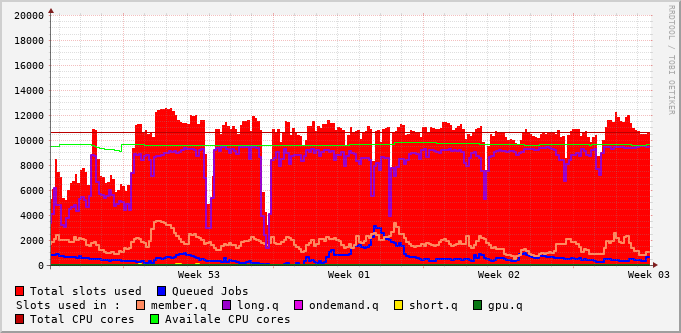 20000
18000
16000
14000
12000
10000
8000
6000
4000
2000
0
Week 53 Week 01 Week 02 Week 03
RRDTOOL / TOBI OETIKER
Total slots used Queued Jobs
Slots used in : member.q long.q ondemand.q short.q gpu.q
Total CPU cores Availale CPU cores